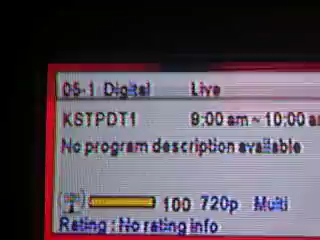 05-1 Digital Live
KSTPDT1 9:00 am ~ 10:00 a
No program description available
100 720p Multi
Rating : No rating info